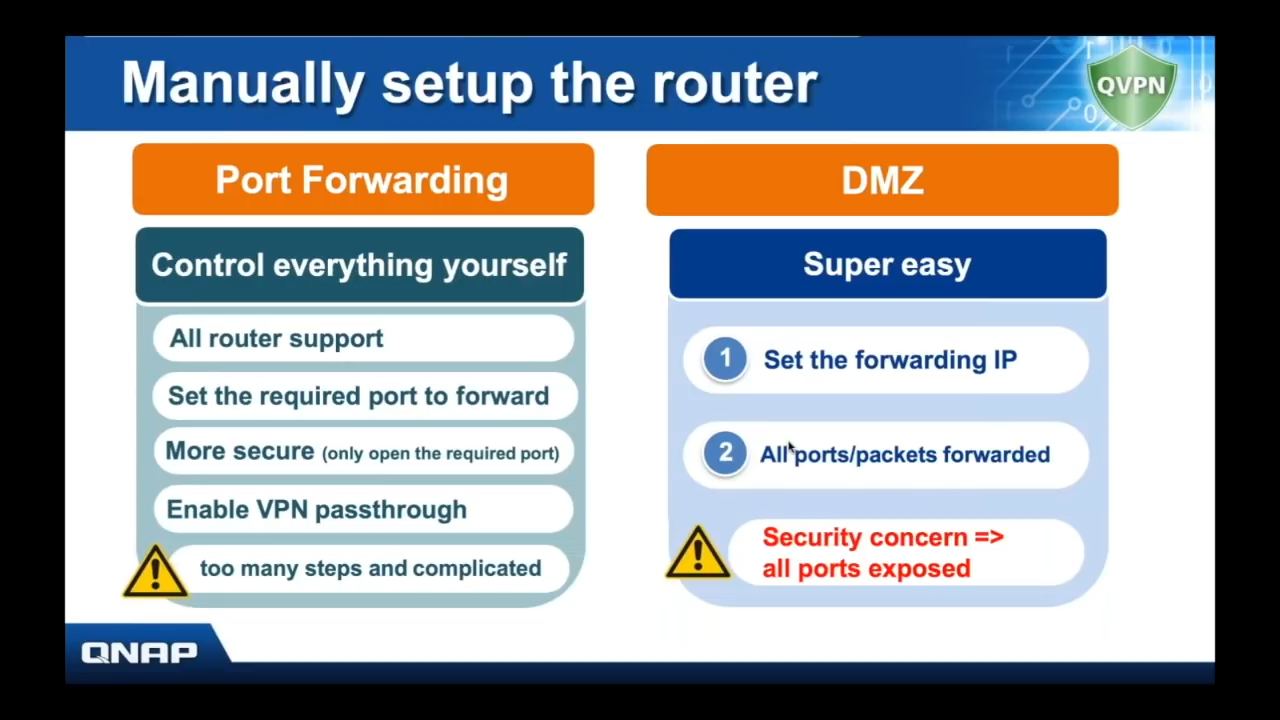 Manually setup the router
QVPN
Port Forwarding
Control everything yourself
All router support
Set the required port to forward
More secure (only open the required port)
Enable VPN passthrough
too many steps and complicated
DMZ
Super easy
1 Set the forwarding IP
2 All ports/packets forwarded
Security concern =>
all ports exposed
QNAP